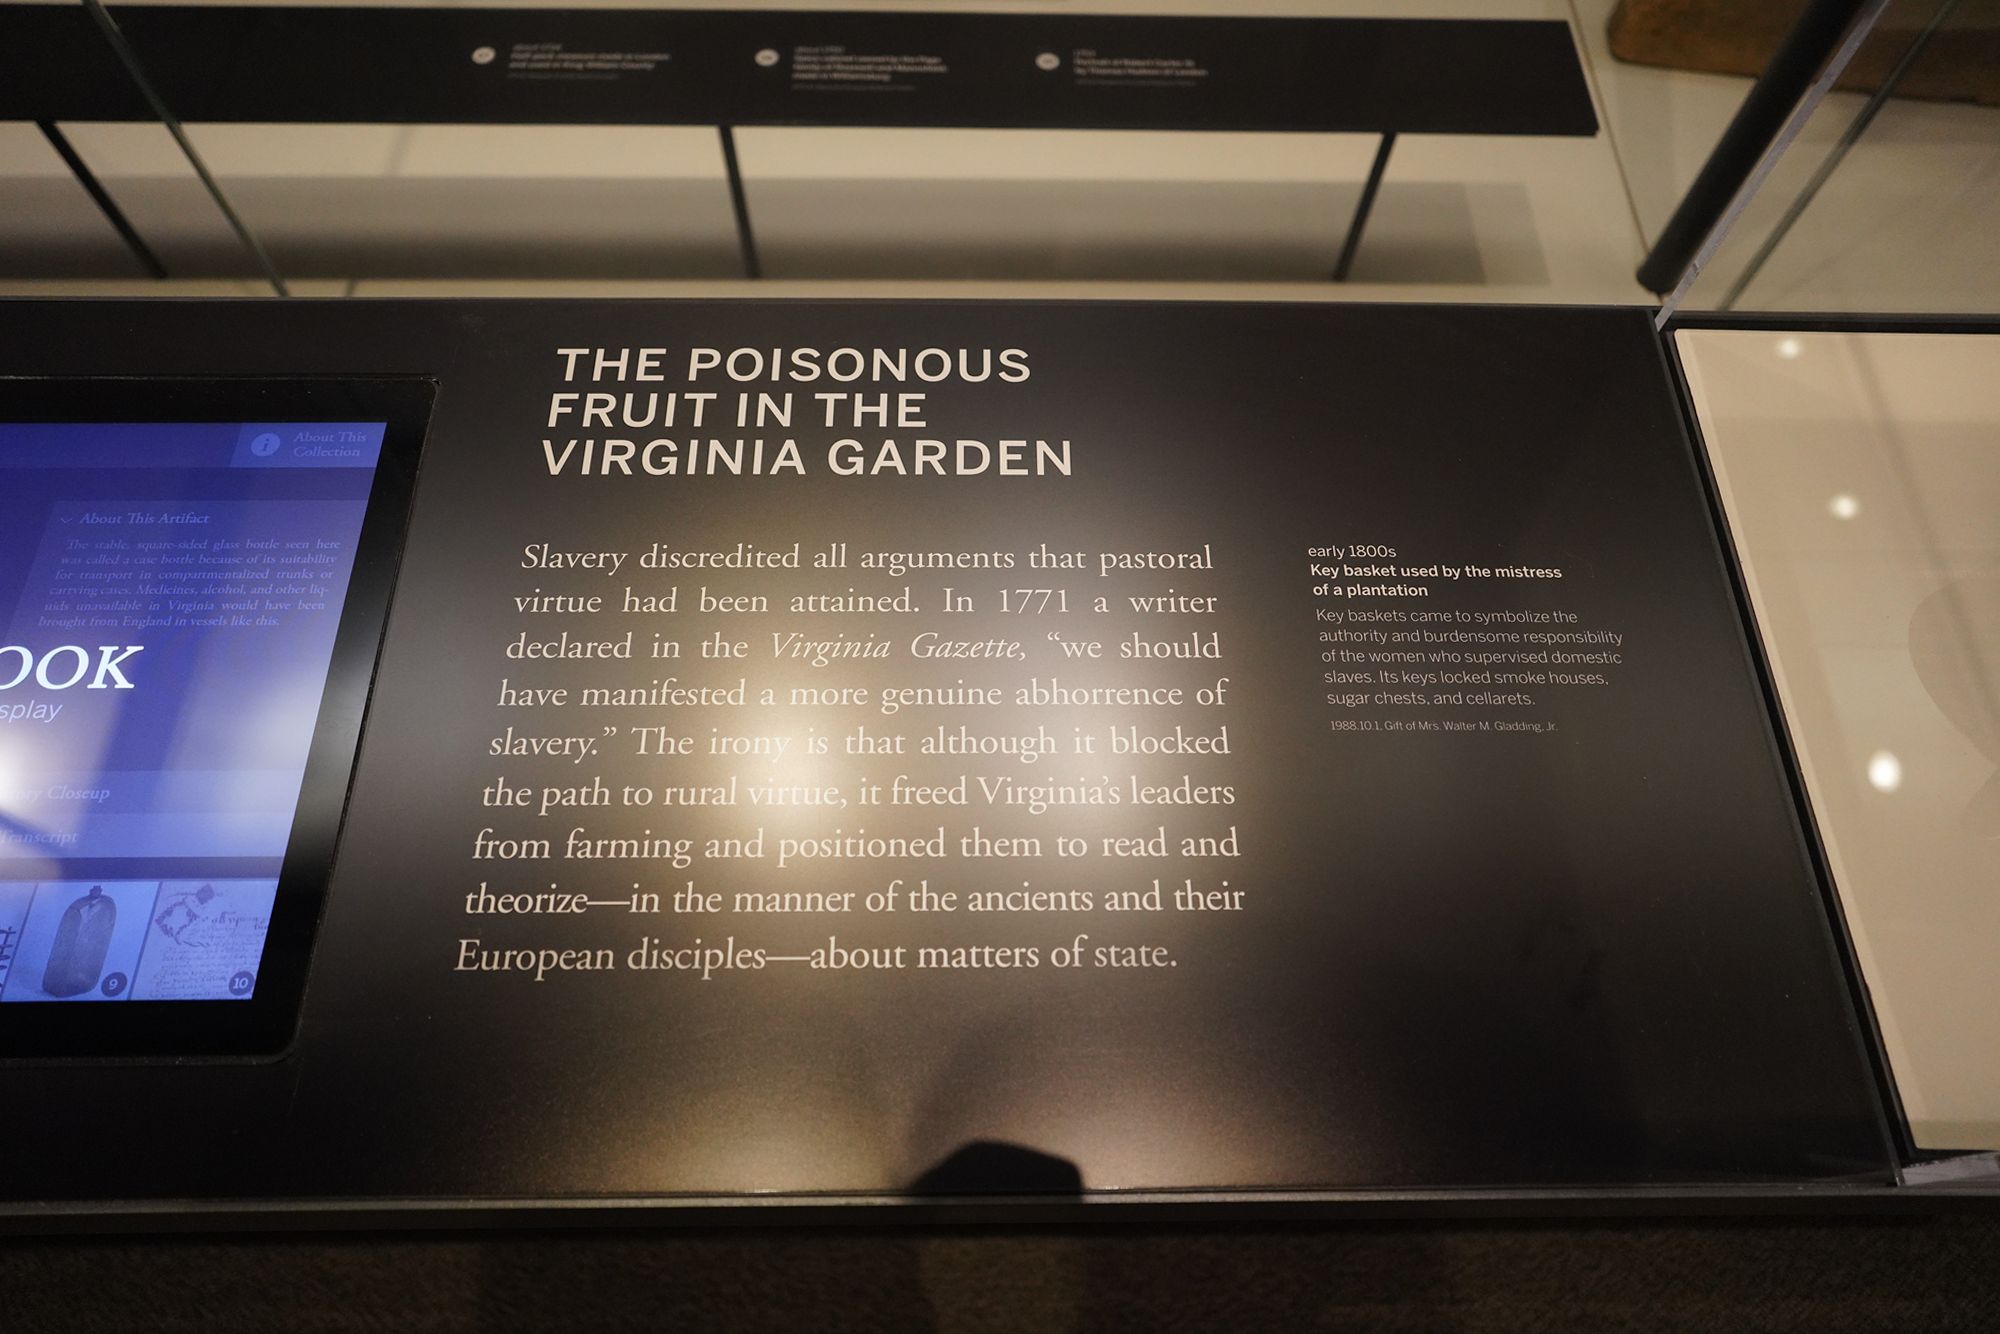 THE POISONOUS
FRUIT IN THE
VIRGINIA GARDEN
Slavery discredited all arguments that pastoral
virtue had been attained. In 1771 a writer
declared in the Virginia Gazette, “we should
have manifested a more genuine abhorrence of
slavery.” The irony is that although it blocked
the path to rural virtue, it freed Virginia’s leaders
from farming and positioned them to read and
theorize—in the manner of the ancients and their
European disciples—about matters of state.
early 1800s
Key basket used by the mistress
of a plantation
Key baskets came to symbolize the
authority and burdensome responsibility
of the women who supervised domestic
slaves. Its keys locked smoke houses,
sugar chests, and cellarets.
1988.10.1, Gift of Mrs. Walter M. Gladding, Jr.
i About This
Collection
About This Artifact
The stable, square-sided glass bottle seen here
was called a case bottle because of its suitability
for transport in compartmentalized trunks or
carrying cases. Medicines, alcohol, and other liq-
uids unavailable in Virginia would have been
brought from England in vessels like this.
OOK
splay
Closeup
Transcript
9
10